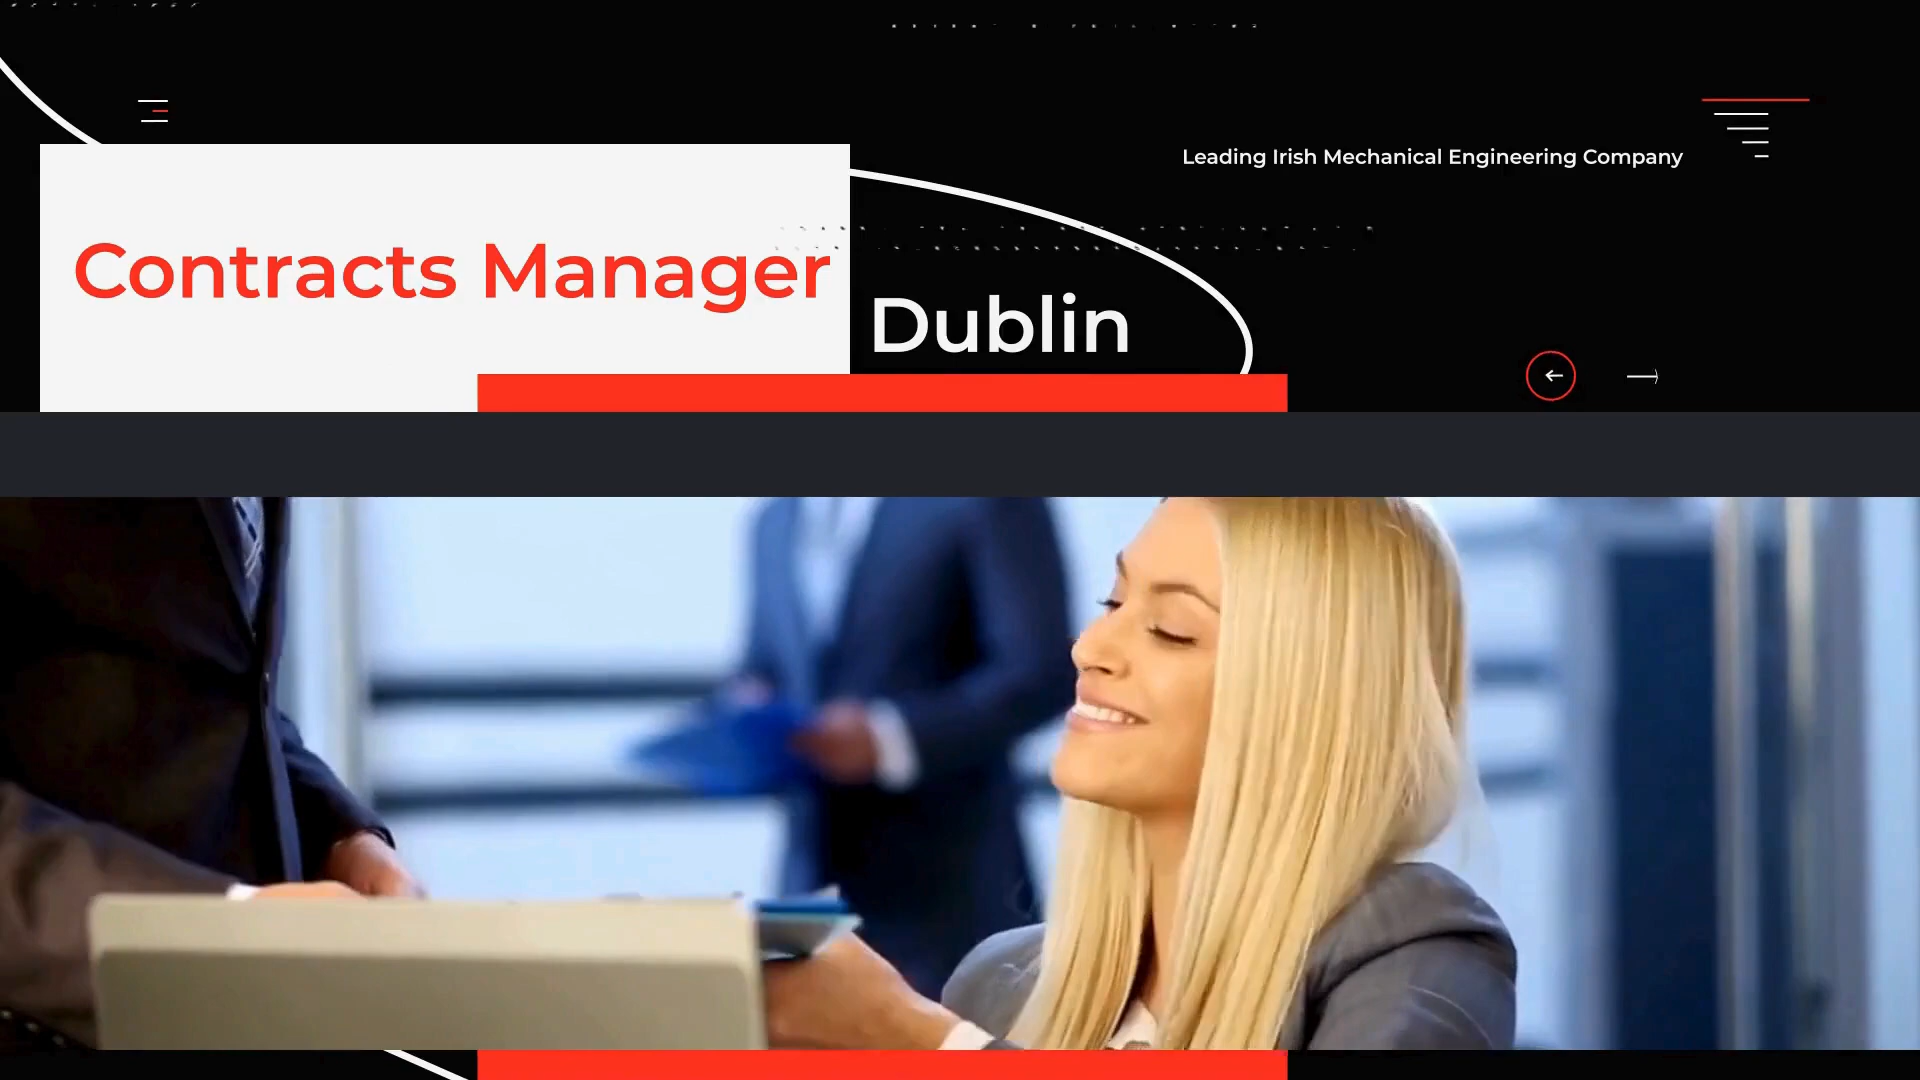 Leading Irish Mechanical Engineering Company
Contracts Manager
Dublin